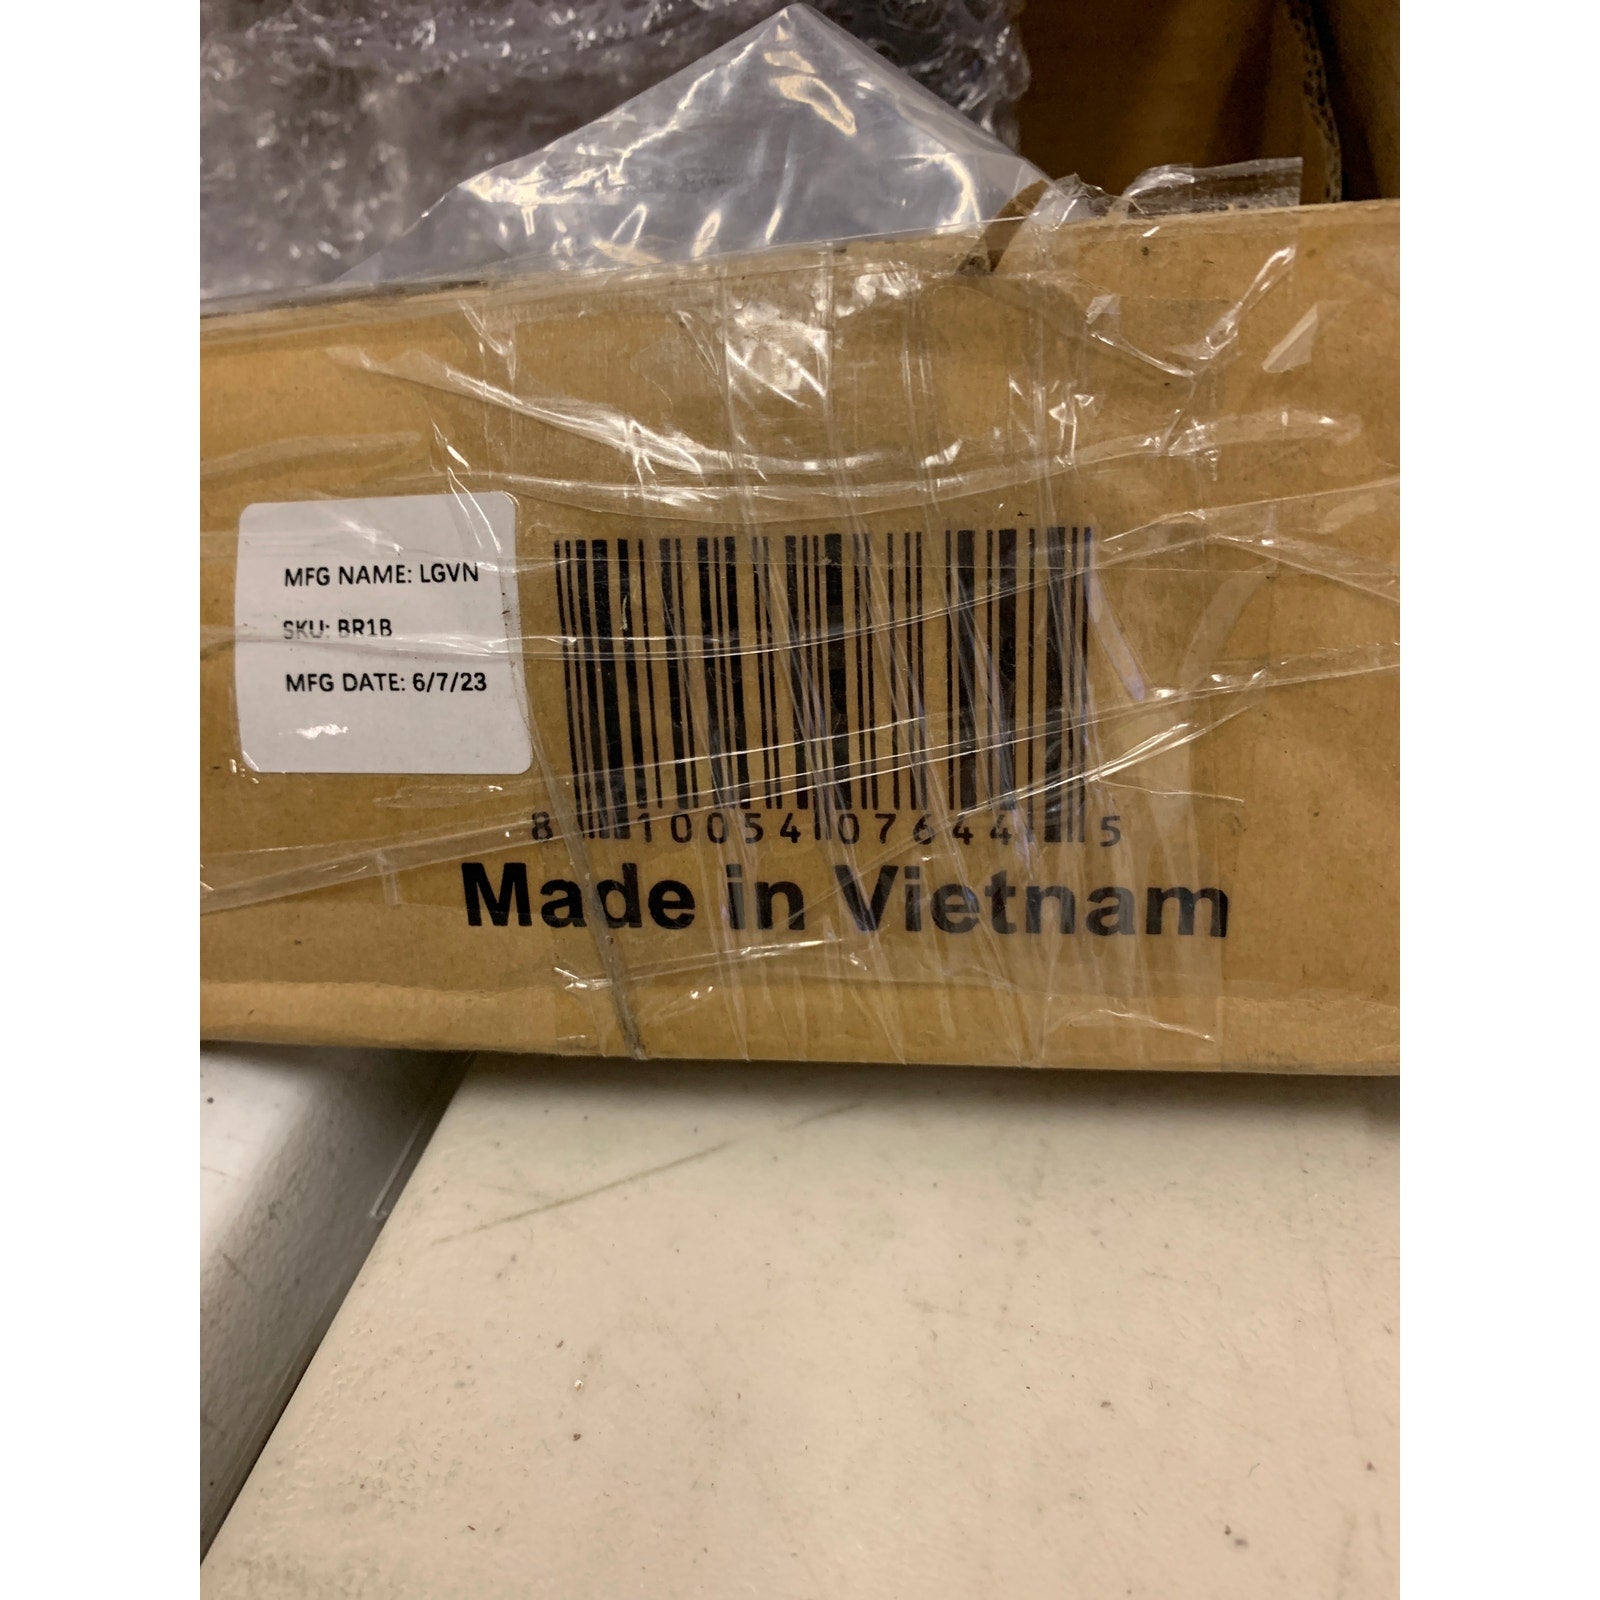 MFG NAME: LGVN
SKU: BR1B
MFG DATE: 6/7/23
8 10054 07644 5
Made in Vietnam